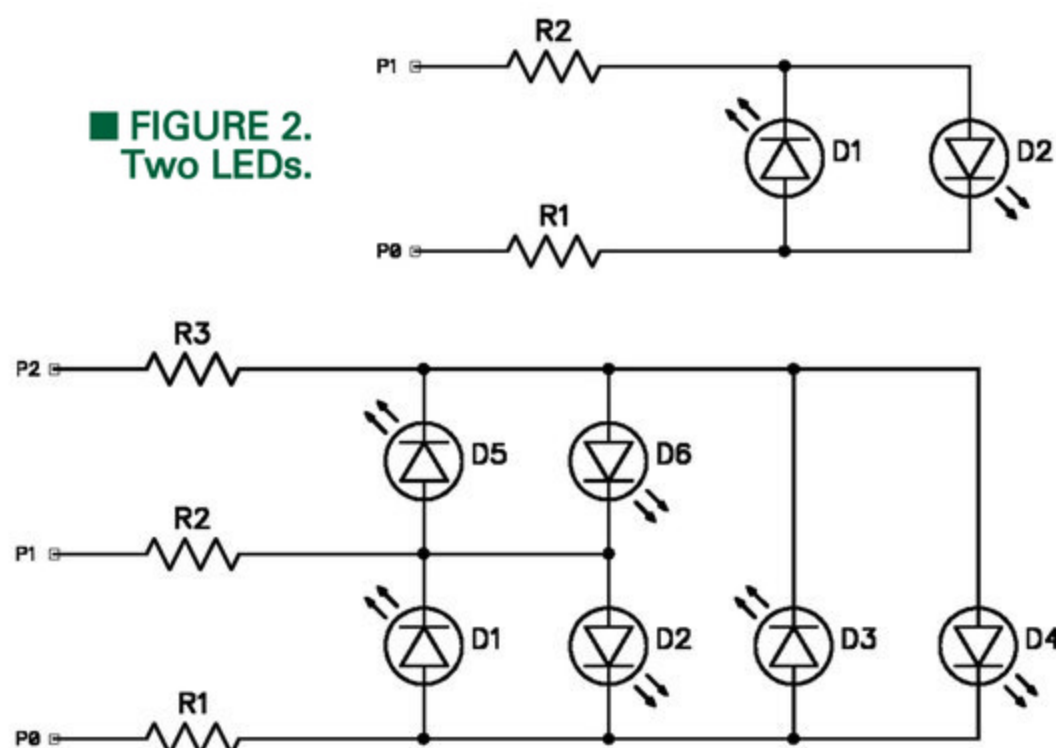 R2
P1
■ FIGURE 2.
Two LEDs.
D1
D2
R1
P0
R3
P2
D5
D6
R2
P1
D1
D2
D3
D4
R1
P0